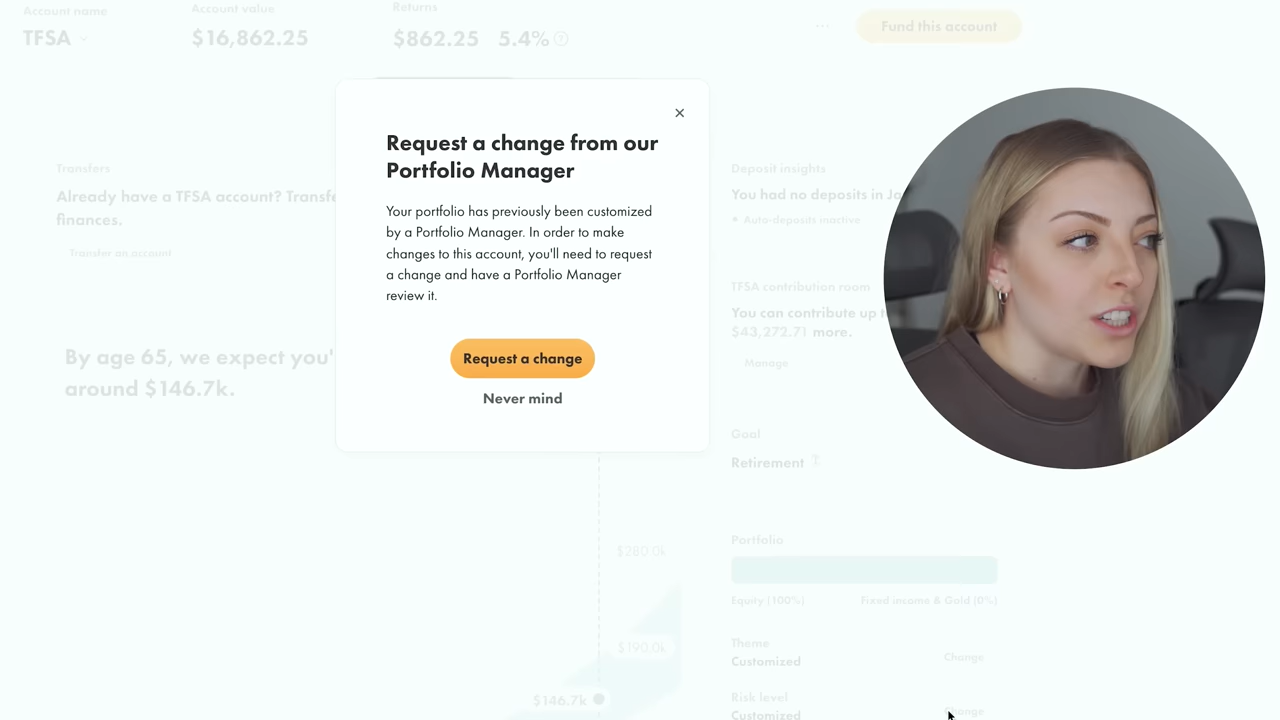 Account name
Account value
Returns
TFSA
$16,862.25
$862.25 5.4% ?
...
Fund this account
×
Request a change from our
Portfolio Manager
Your portfolio has previously been customized
by a Portfolio Manager. In order to make
changes to this account, you'll need to request
a change and have a Portfolio Manager
review it.
Request a change
Never mind
Transfers
Already have a TFSA account? Transfe
finances.
Transfer an account
By age 65, we expect you'
around $146.7k.
$280.0k
$190.0k
$146.7k
Deposit insights
You had no deposits in Ja
Auto-deposits inactive
TFSA contribution room
You can contribute up t
$43,272.71 more.
Manage
Goal
Retirement
Portfolio
Equity (100%)
Fixed income & Gold (0%)
Theme
Customized
Change
Risk level
Customized
Change